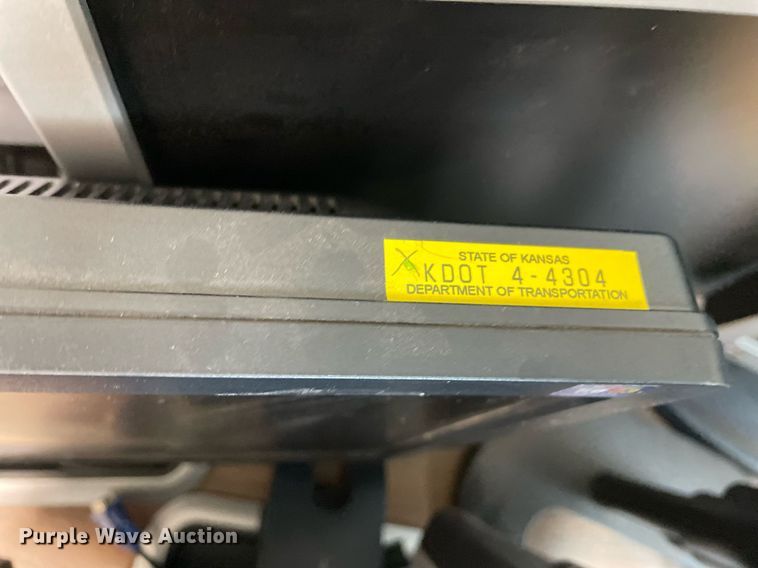 STATE OF KANSAS
KDOT 4-4304
DEPARTMENT OF TRANSPORTATION
Purple Wave Auction